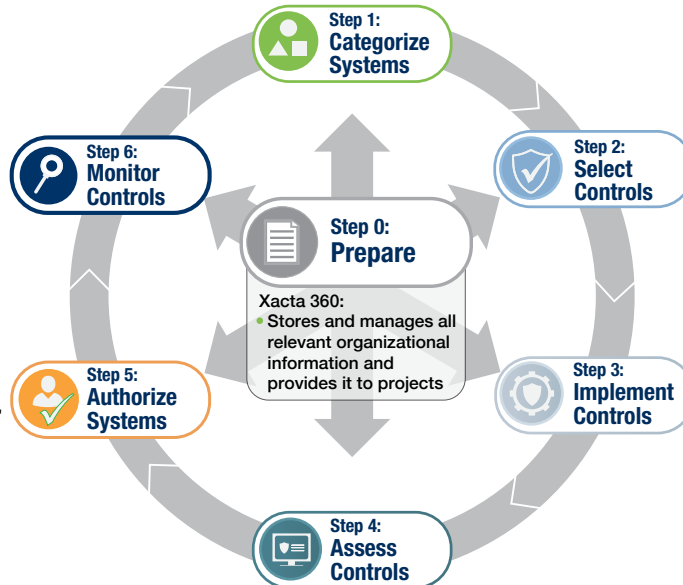 Step 1:
Categorize
Systems
Step 2:
Select
Controls
Step 6:
Monitor
Controls
Step 0:
Prepare
Xacta 360:
• Stores and manages all
relevant organizational
information and
provides it to projects
Step 3:
Implement
Controls
Step 5:
Authorize
Systems
Step 4:
Assess
Controls